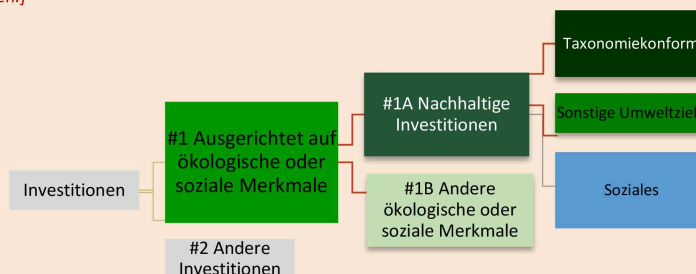 Taxonomiekonform
#1A Nachhaltige
Investitionen
Sonstige Umweltziel
#1 Ausgerichtet auf
ökologische oder
soziale Merkmale
Investitionen
Soziales
#1B Andere
ökologische oder
soziale Merkmale
#2 Andere
Investitionen